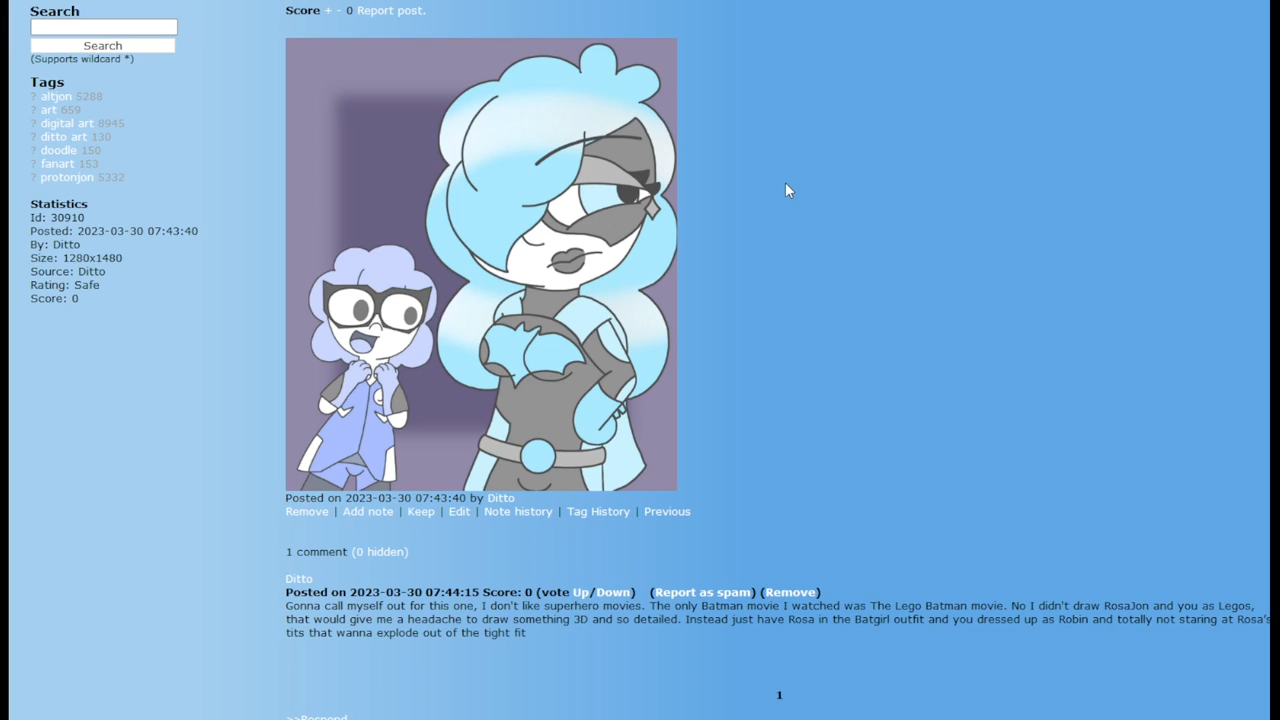 Search
Search
(Supports wildcard *)
Tags
? altjon 5288
? art 659
? digital art 8945
? ditto art 130
? doodle 150
? fanart 153
? protonjon 5332
Statistics
Id: 30910
Posted: 2023-03-30 07:43:40
By: Ditto
Size: 1280x1480
Source: Ditto
Rating: Safe
Score: 0
Score + - 0 Report post.
Posted on 2023-03-30 07:43:40 by Ditto
Remove | Add note | Keep | Edit | Note history | Tag History | Previous
1 comment (0 hidden)
Ditto
Posted on 2023-03-30 07:44:15 Score: 0 (vote Up/Down) (Report as spam) (Remove)
Gonna call myself out for this one, I don't like superhero movies. The only Batman movie I watched was The Lego Batman movie. No I didn't draw RosaJon and you as Legos,
that would give me a headache to draw something 3D and so detailed. Instead just have Rosa in the Batgirl outfit and you dressed up as Robin and totally not staring at Rosa's
tits that wanna explode out of the tight fit
1
>>Respond